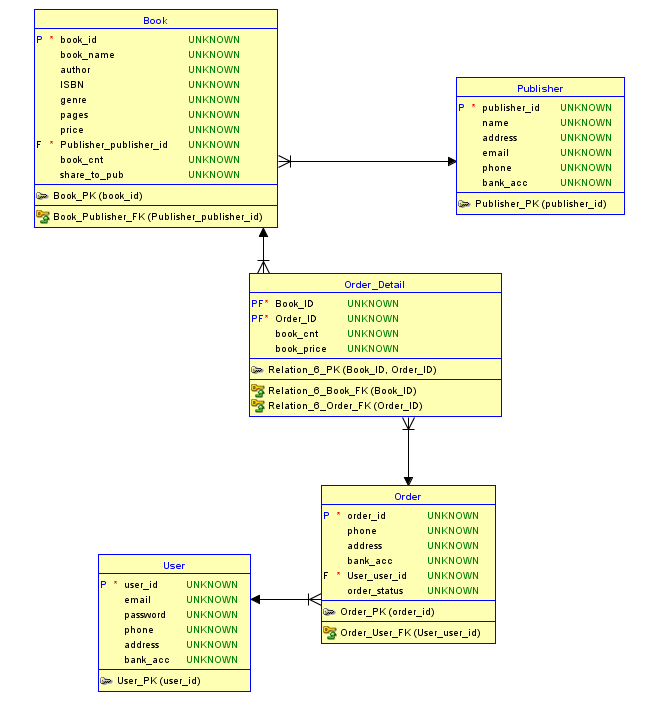 Book
P * book_id UNKNOWN
book_name UNKNOWN
author UNKNOWN
ISBN UNKNOWN
genre UNKNOWN
pages UNKNOWN
price UNKNOWN
F * Publisher_publisher_id UNKNOWN
book_cnt UNKNOWN
share_to_pub UNKNOWN
Book_PK (book_id)
Book_Publisher_FK (Publisher_publisher_id)
Publisher
P * publisher_id UNKNOWN
name UNKNOWN
address UNKNOWN
email UNKNOWN
phone UNKNOWN
bank_acc UNKNOWN
Publisher_PK (publisher_id)
Order_Detail
PF* Book_ID UNKNOWN
PF* Order_ID UNKNOWN
book_cnt UNKNOWN
book_price UNKNOWN
Relation_6_PK (Book_ID, Order_ID)
Relation_6_Book_FK (Book_ID)
Relation_6_Order_FK (Order_ID)
Order
P * order_id UNKNOWN
phone UNKNOWN
address UNKNOWN
bank_acc UNKNOWN
F * User_user_id UNKNOWN
order_status UNKNOWN
Order_PK (order_id)
Order_User_FK (User_user_id)
User
P * user_id UNKNOWN
email UNKNOWN
password UNKNOWN
phone UNKNOWN
address UNKNOWN
bank_acc UNKNOWN
User_PK (user_id)